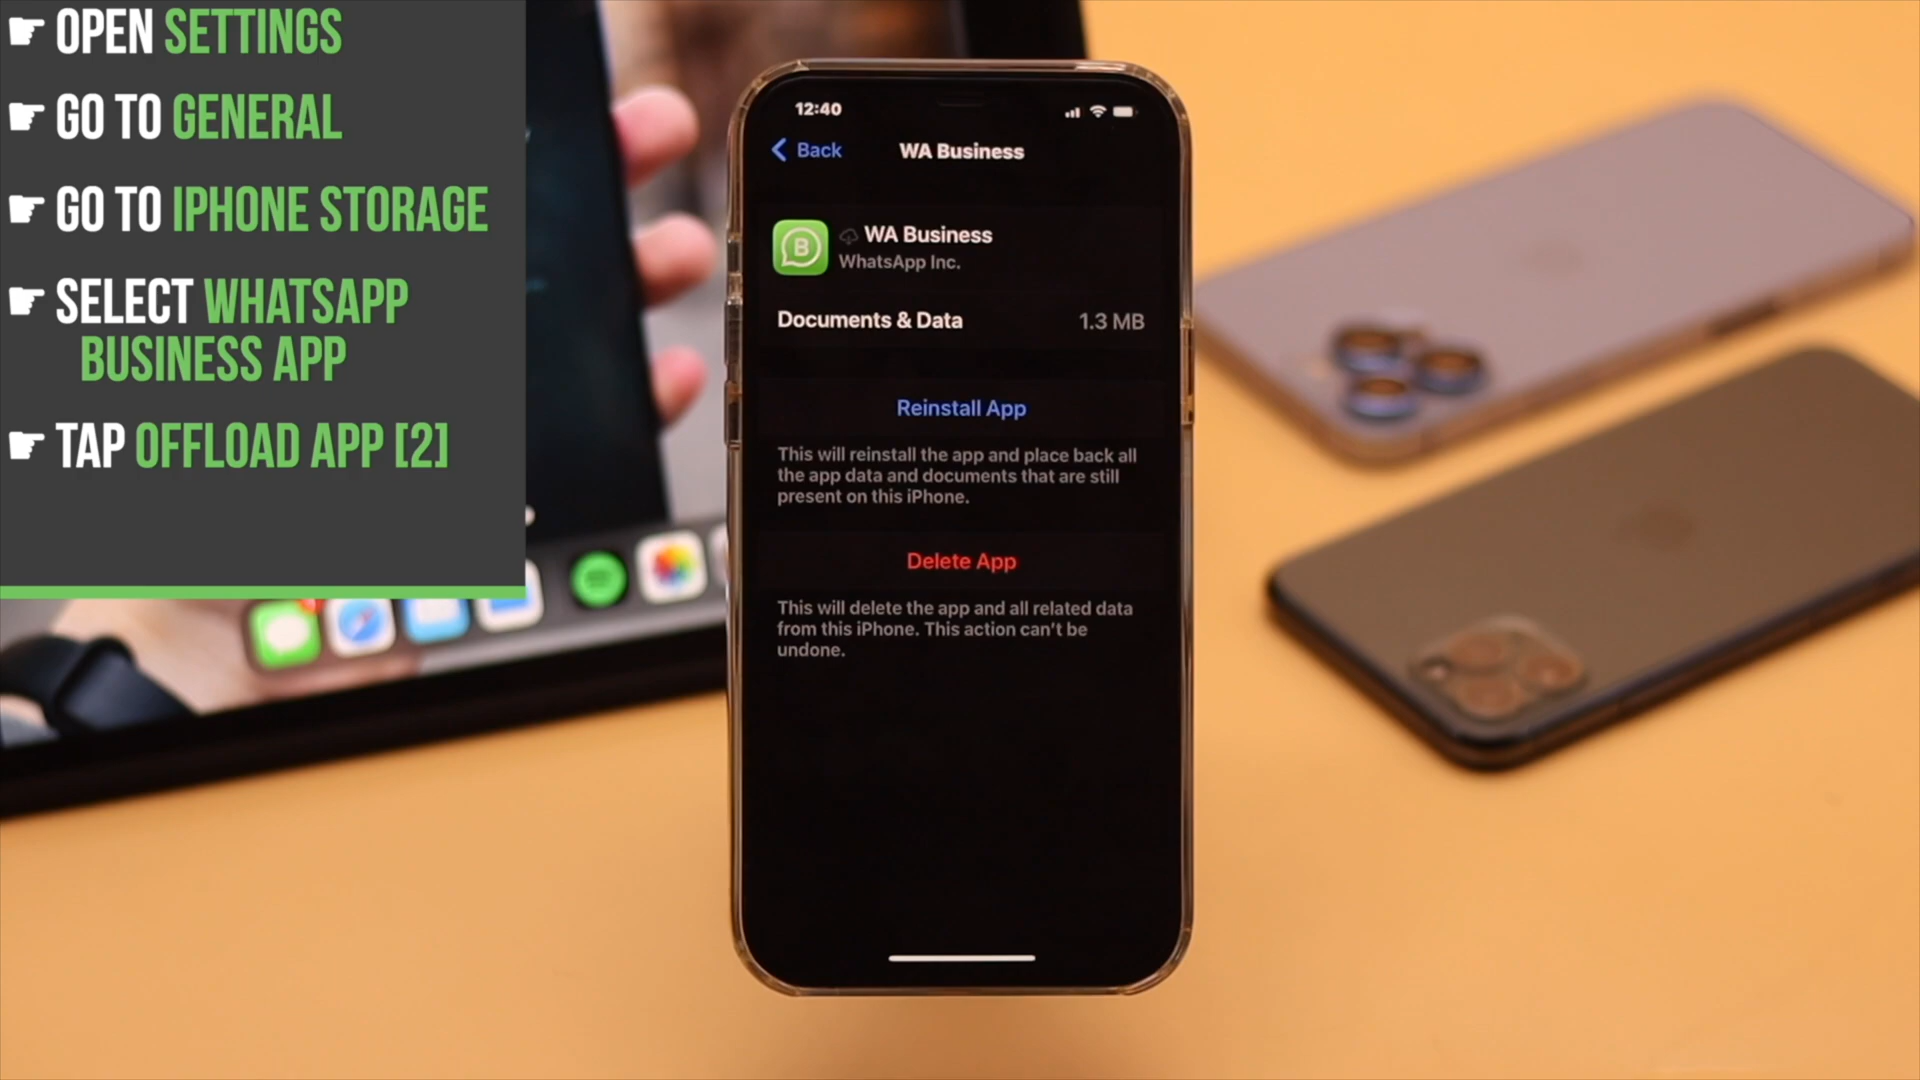 ☛ OPEN SETTINGS
☛ GO TO GENERAL
☛ GO TO IPHONE STORAGE
☛ SELECT WHATSAPP
BUSINESS APP
☛ TAP OFFLOAD APP [2]
12:40
Back
WA Business
B
WA Business
WhatsApp Inc.
Documents & Data 1.3 MB
Reinstall App
This will reinstall the app and place back all
the app data and documents that are still
present on this iPhone.
Delete App
This will delete the app and all related data
from this iPhone. This action can't be
undone.